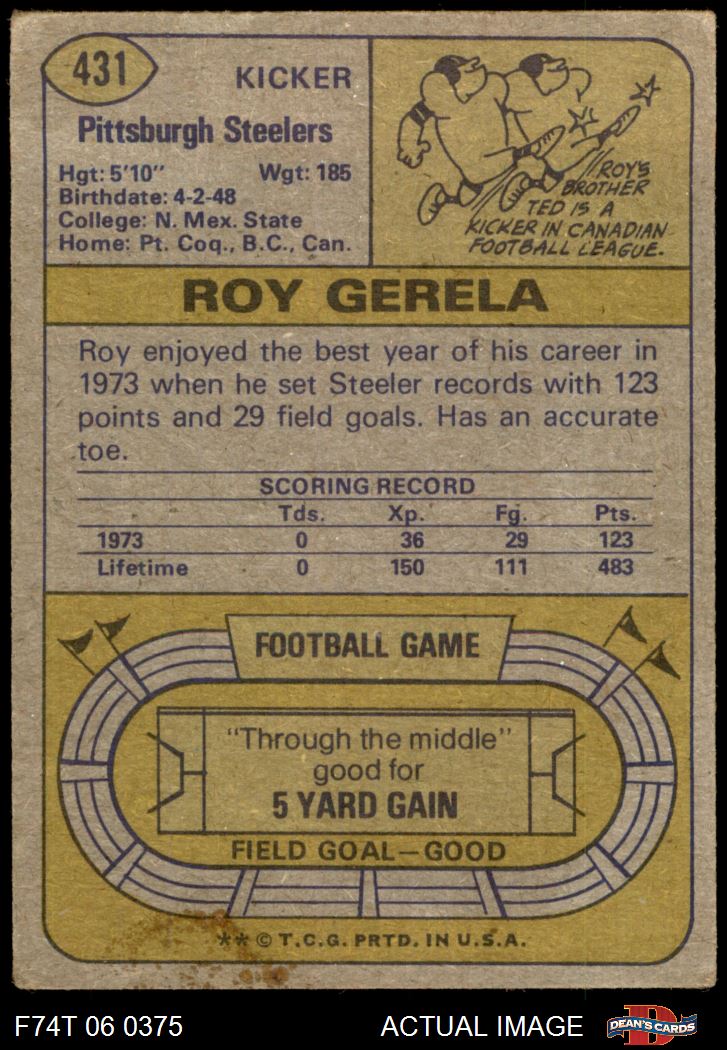 431
KICKER
Pittsburgh Steelers
Hgt: 5'10" Wgt: 185
Birthdate: 4-2-48
College: N. Mex. State
Home: Pt. Coq., B.C., Can.
ROY'S
BROTHER
TED IS A
KICKER IN CANADIAN
FOOTBALL LEAGUE.
ROY GERELA
Roy enjoyed the best year of his career in
1973 when he set Steeler records with 123
points and 29 field goals. Has an accurate
toe.
SCORING RECORD
Tds. Xp. Fg. Pts.
1973 0 36 29 123
Lifetime 0 150 111 483
FOOTBALL GAME
"Through the middle"
good for
5 YARD GAIN
FIELD GOAL—GOOD
** © T.C.G. PRTD. IN U.S.A.
F74T 06 0375 ACTUAL IMAGE
D
DEAN'S CARDS